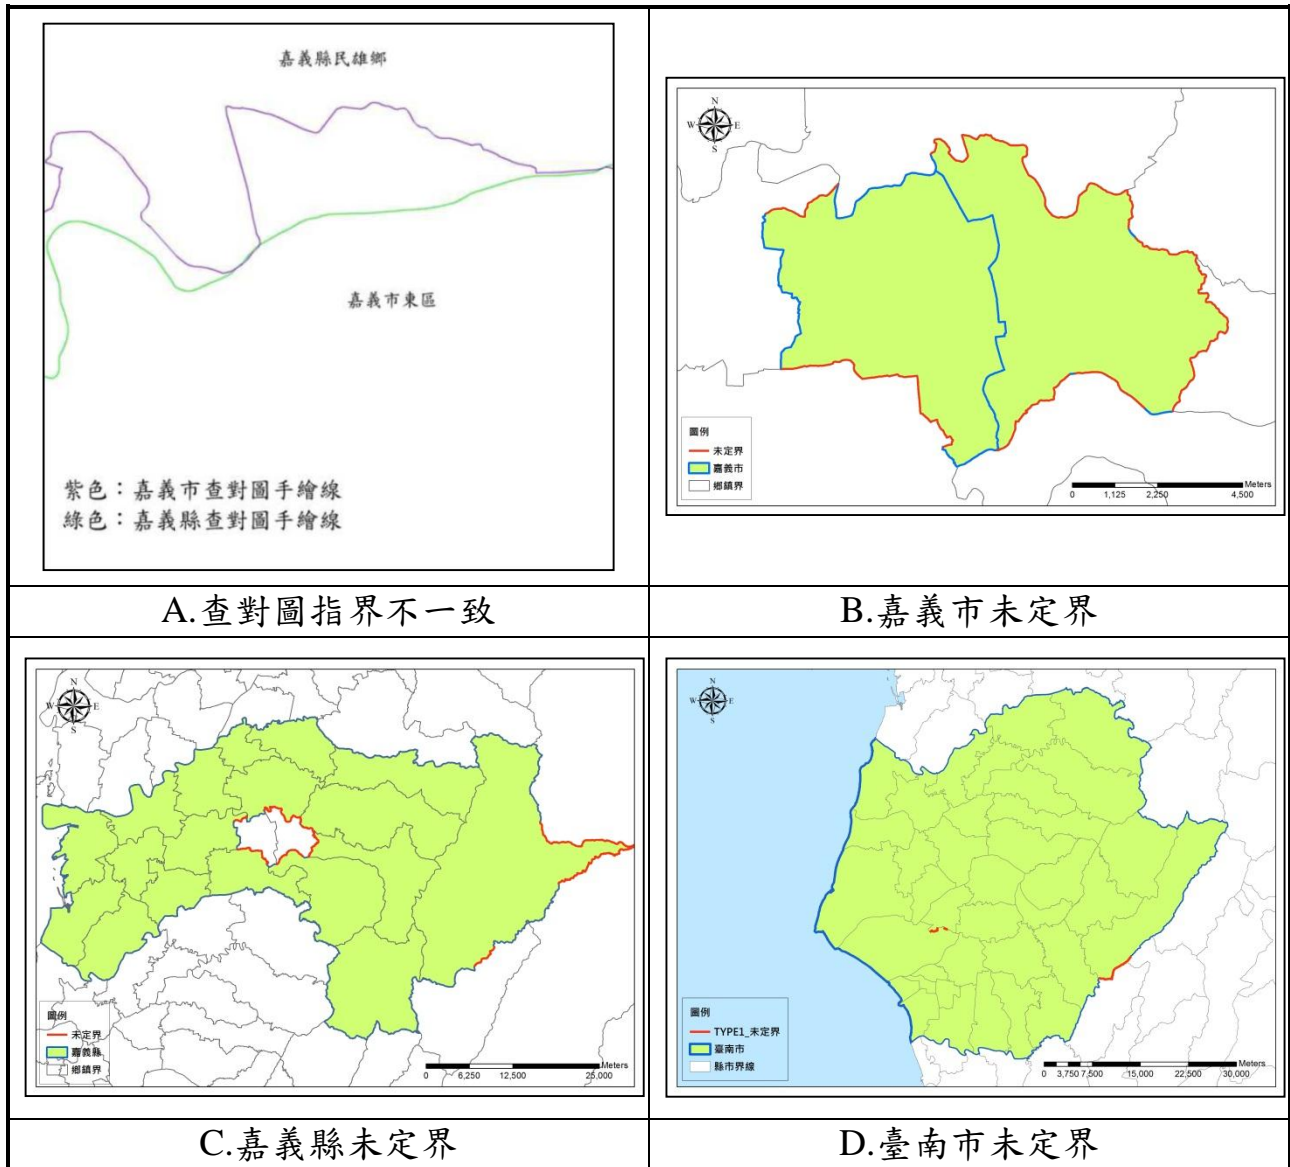 嘉義縣民雄鄉
嘉義市東區
紫色：嘉義市查對圖手繪線
綠色：嘉義縣查對圖手繪線
A.查對圖指界不一致
N
W E
S
圖例
未定界
嘉義市
鄉鎮界
Meters
0 1,125 2,250 4,500
B.嘉義市未定界
N
W E
S
圖例
未定界
嘉義縣
鄉鎮界
Meters
0 6,250 12,500 25,000
C.嘉義縣未定界
N
W E
S
圖例
TYPE1_未定界
臺南市
縣市界線
Meters
0 3,750 7,500 15,000 22,500 30,000
D.臺南市未定界